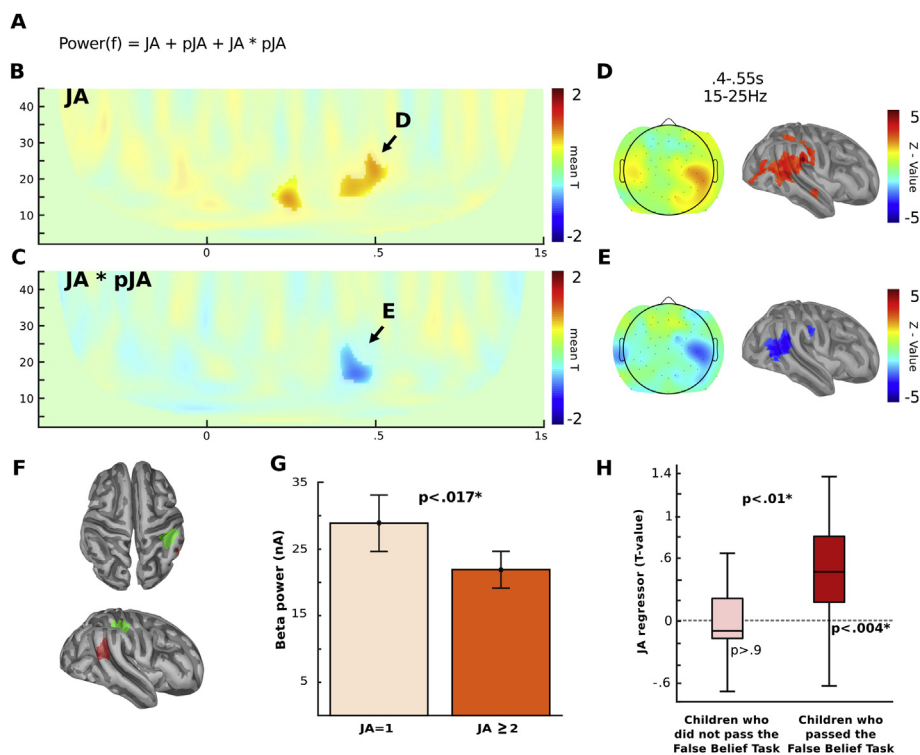 A
Power(f) = JA + pJA + JA * pJA
B
JA
40
30
20
10
D
0
.5
1s
2
mean T
-2
C
JA * pJA
40
30
20
10
E
0
.5
1s
2
mean T
-2
D
.4-.55s
15-25Hz
5
Z - Value
-5
E
5
Z - Value
-5
F
G
35
25
15
5
Beta power (nA)
p<.017*
JA=1
JA ≥2
H
1.4
1
.6
0
-.6
JA regressor (T-value)
p<.01*
p>.9
p<.004*
Children who
did not pass the
False Belief Task
Children who
passed the
False Belief Task